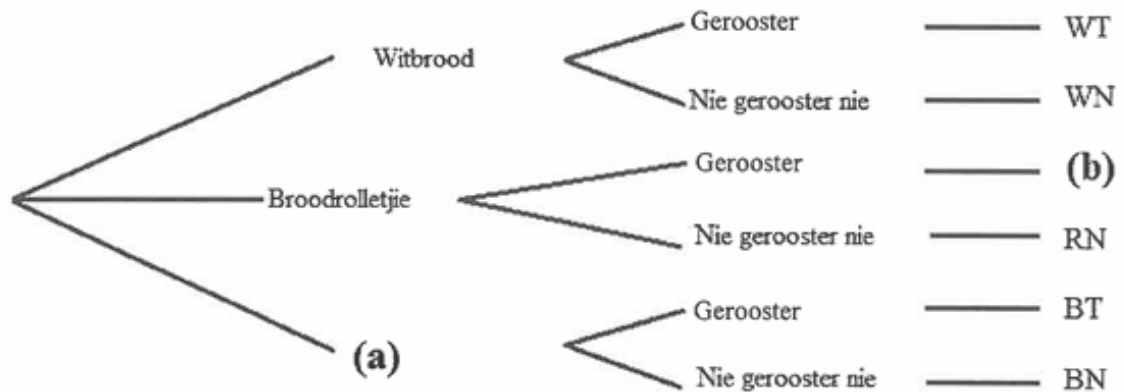 Gerooster
WT
Witbrood
Nie gerooster nie
WN
Gerooster
(b)
Broodrolletjie
Nie gerooster nie
RN
Gerooster
BT
(a)
Nie gerooster nie
BN